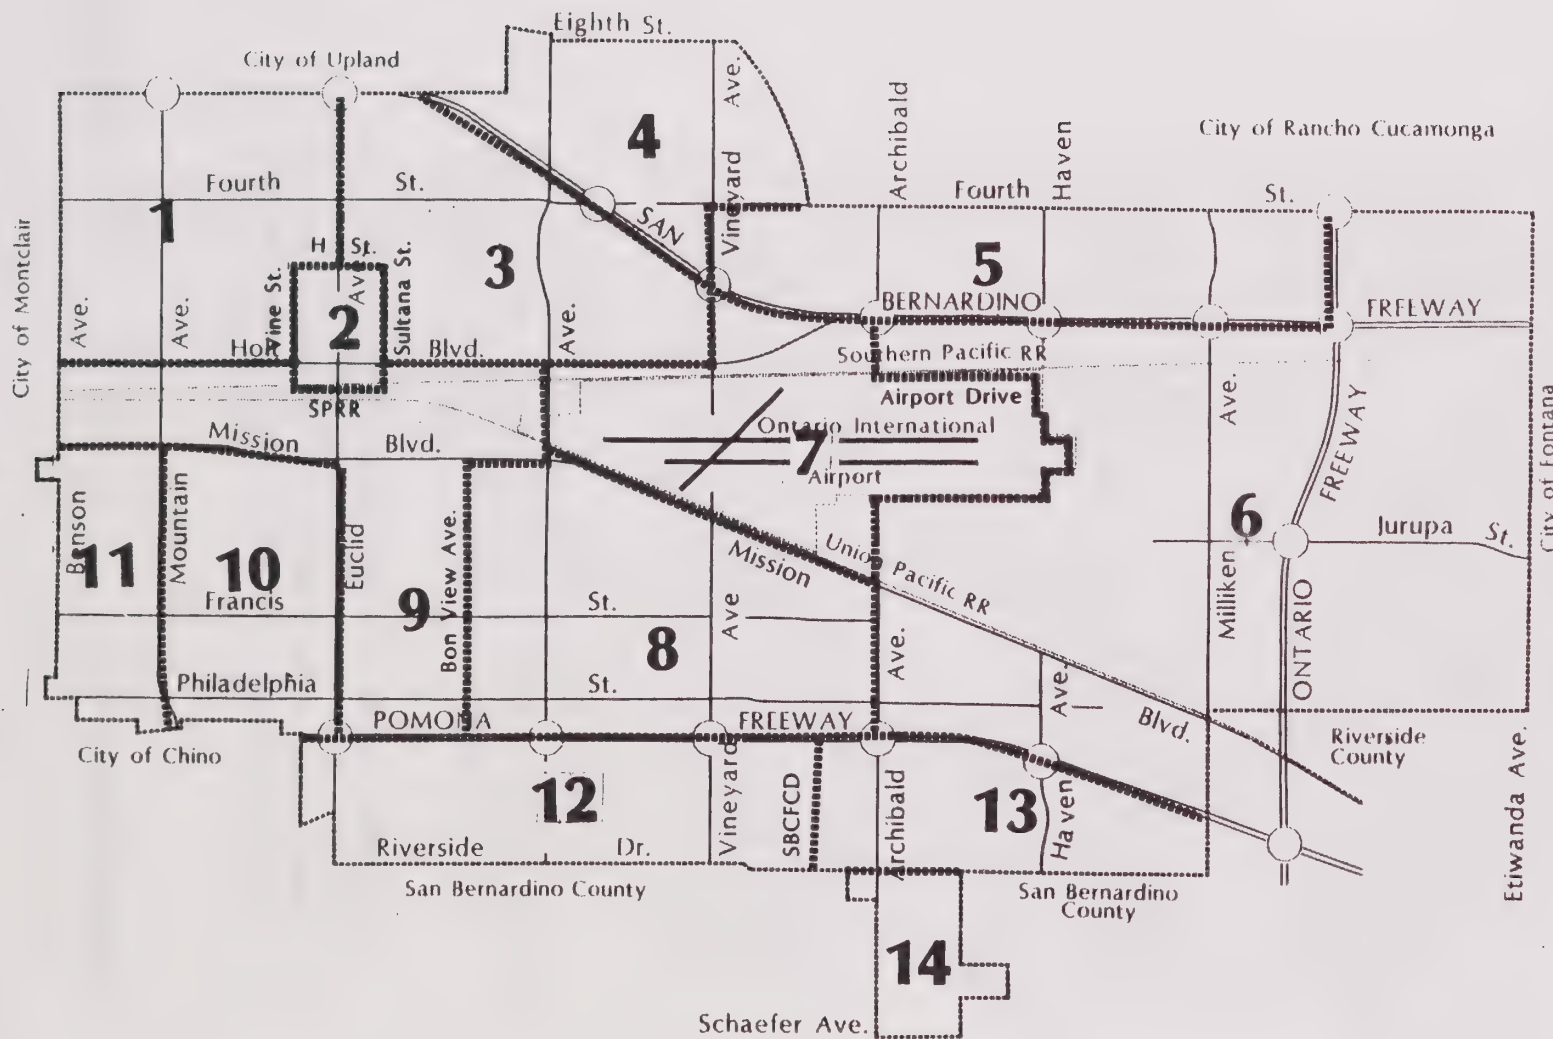 Eighth St.
City of Upland
4
Ave.
Archibald
Haven
City of Rancho Cucamonga
Fourth St.
1
Fourth St.
Vineyard
SAN
H St.
City of Montclair
Ave.
Ave.
Vine St.
2
Av
Sultana St.
3
Ave.
5
BERNARDINO
FREEWAY
Holt Blvd.
Southern Pacific RR
SPRR
Airport Drive
Ave.
FREEWAY
City of Fontana
Mission Blvd.
Ontario International
7
Airport
6
Jurupa St.
Benson
11
Mountain
10
Euclid
Bon View Ave.
9
Mission
Union Pacific RR
Milliken
ONTARIO
Francis St.
8
Ave
Ave.
Philadelphia St.
Ave.
Blvd.
POMONA FREEWAY
City of Chino
Riverside
County
Etiwanda Ave.
12
Vineyard
SBCFCD
Archibald
13
Haven
Riverside Dr.
San Bernardino County
San Bernardino
County
14
Schaefer Ave.